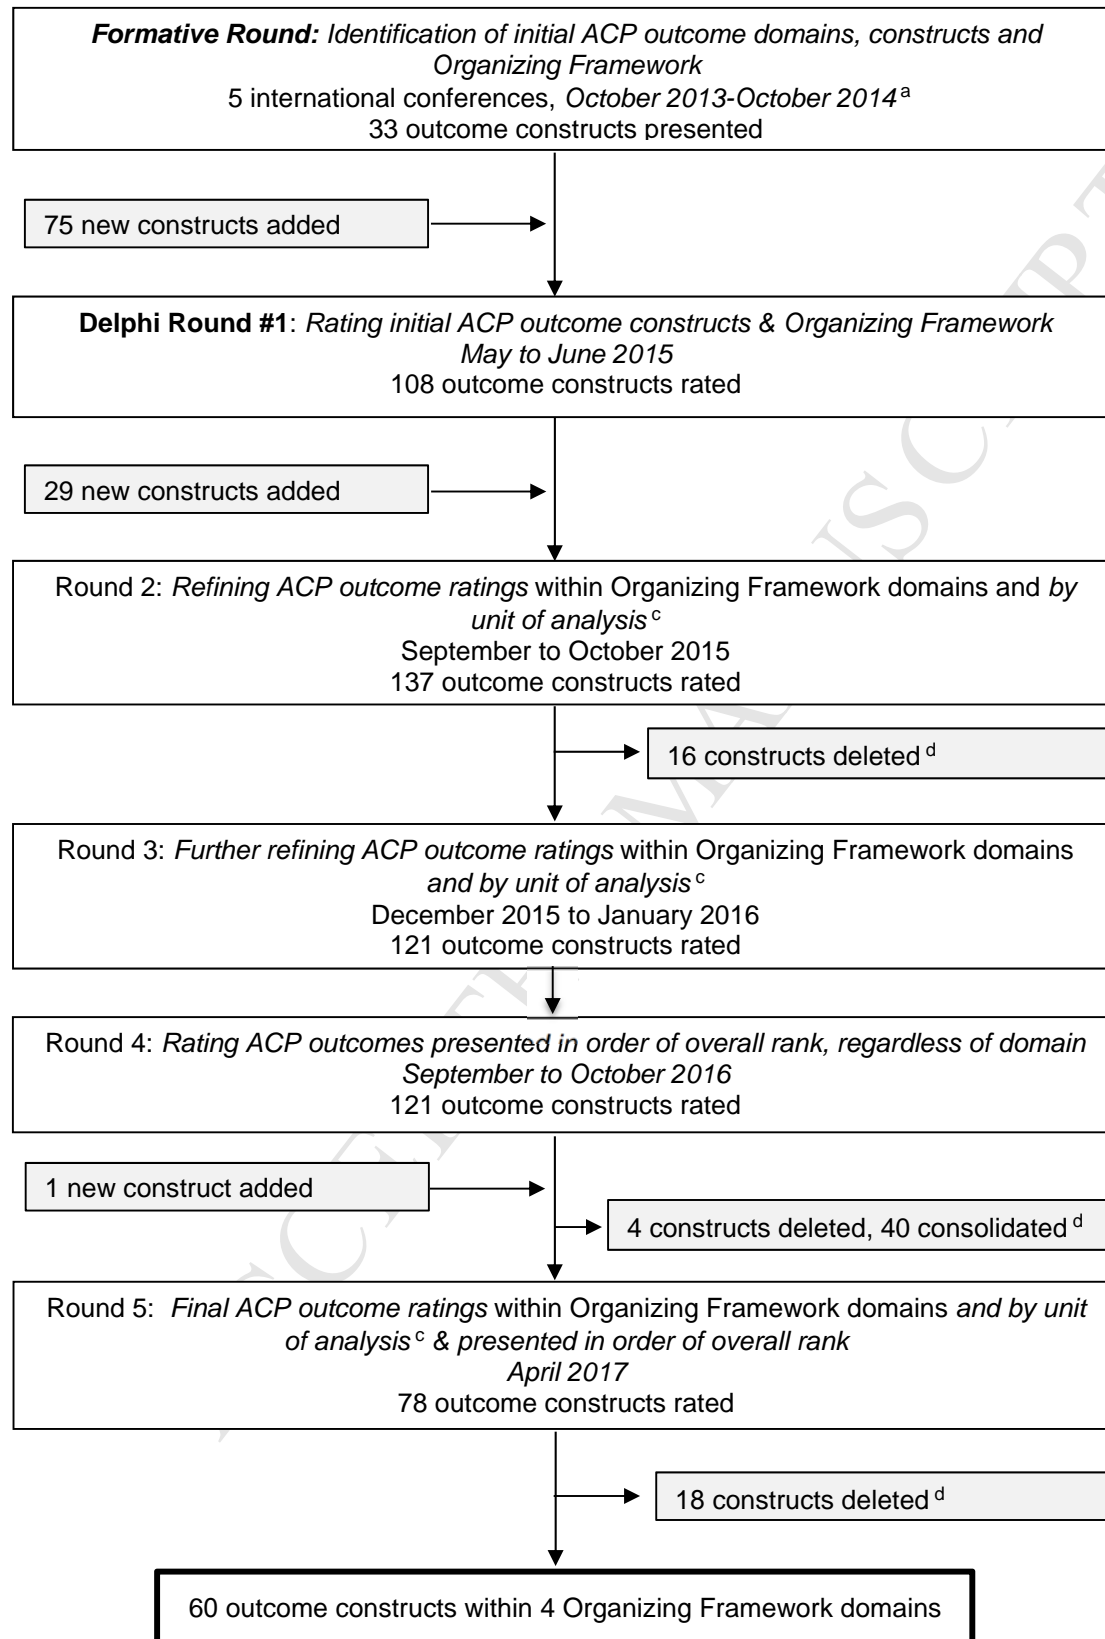 Formative Round: Identification of initial ACP outcome domains, constructs and
Organizing Framework
5 international conferences, October 2013-October 2014 a
33 outcome constructs presented
75 new constructs added
Delphi Round #1: Rating initial ACP outcome constructs & Organizing Framework
May to June 2015
108 outcome constructs rated
29 new constructs added
Round 2: Refining ACP outcome ratings within Organizing Framework domains and by
unit of analysis c
September to October 2015
137 outcome constructs rated
16 constructs deleted d
Round 3: Further refining ACP outcome ratings within Organizing Framework domains
and by unit of analysis c
December 2015 to January 2016
121 outcome constructs rated
Round 4: Rating ACP outcomes presented in order of overall rank, regardless of domain
September to October 2016
121 outcome constructs rated
1 new construct added
4 constructs deleted, 40 consolidated d
Round 5: Final ACP outcome ratings within Organizing Framework domains and by unit
of analysis c & presented in order of overall rank
April 2017
78 outcome constructs rated
18 constructs deleted d
60 outcome constructs within 4 Organizing Framework domains